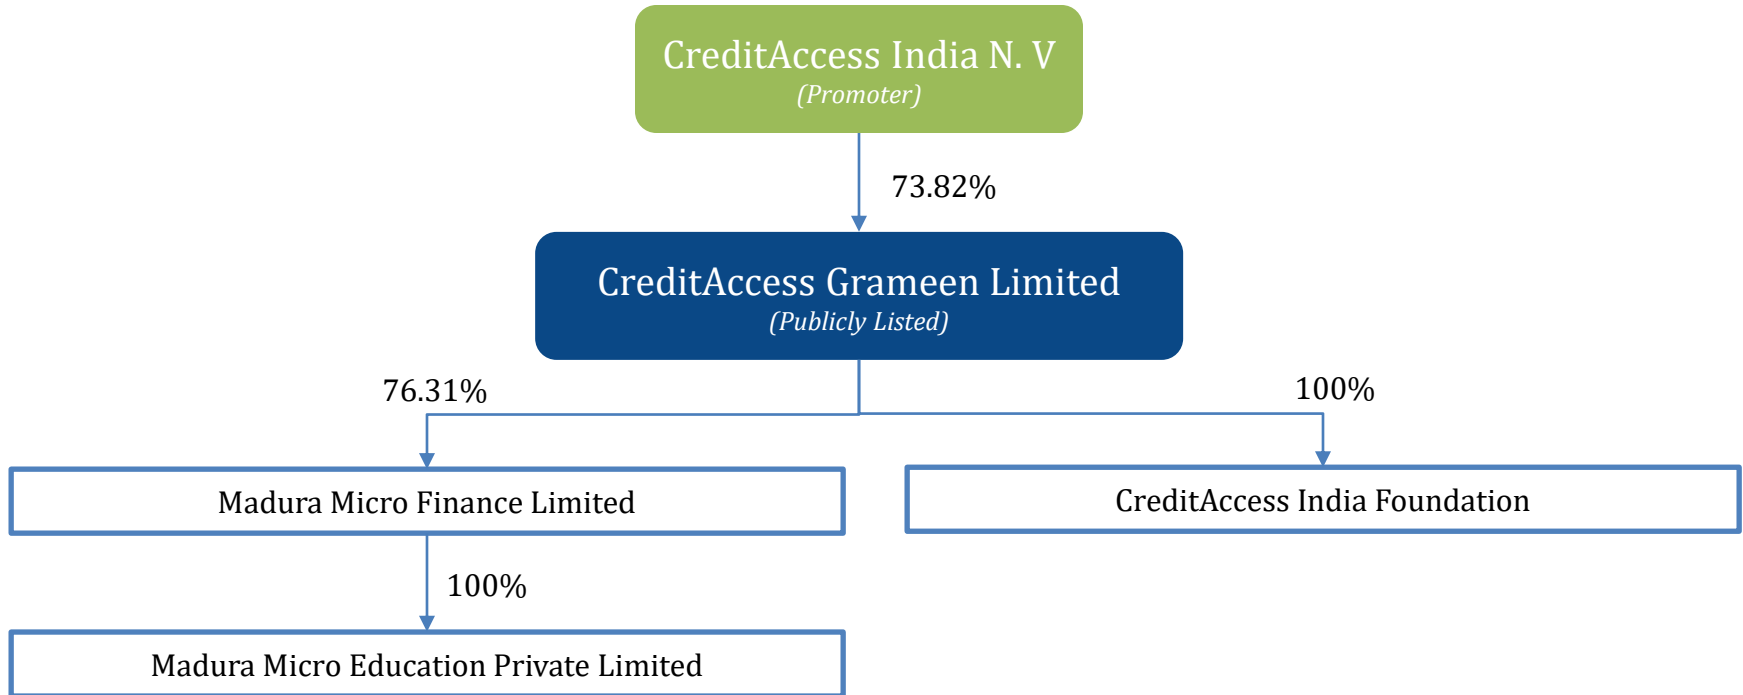 CreditAccess India N. V
(Promoter)
73.82%
CreditAccess Grameen Limited
(Publicly Listed)
76.31%
100%
Madura Micro Finance Limited
CreditAccess India Foundation
100%
Madura Micro Education Private Limited